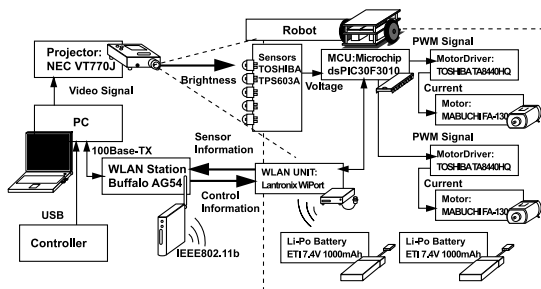 Robot
PWM Signal
Projector:
NEC VT770J
Sensors
TOSHIBA
TPS603A
MCU:Microchip
dsPIC30F3010
MotorDriver:
TOSHIBA TA8440HQ
Brightness
Voltage
Current
Video Signal
Motor:
MABUCHI FA-130
PC
Sensor
Information
PWM Signal
100Base-TX
WLAN Station
Buffalo AG54
WLAN UNIT:
Lantronix WiPort
MotorDriver:
TOSHIBA TA8440HQ
Current
Control
Information
Motor:
MABUCHI FA-130
USB
Controller
IEEE802.11b
Li-Po Battery
ETI 7.4V 1000mAh
Li-Po Battery
ETI 7.4V 1000mAh